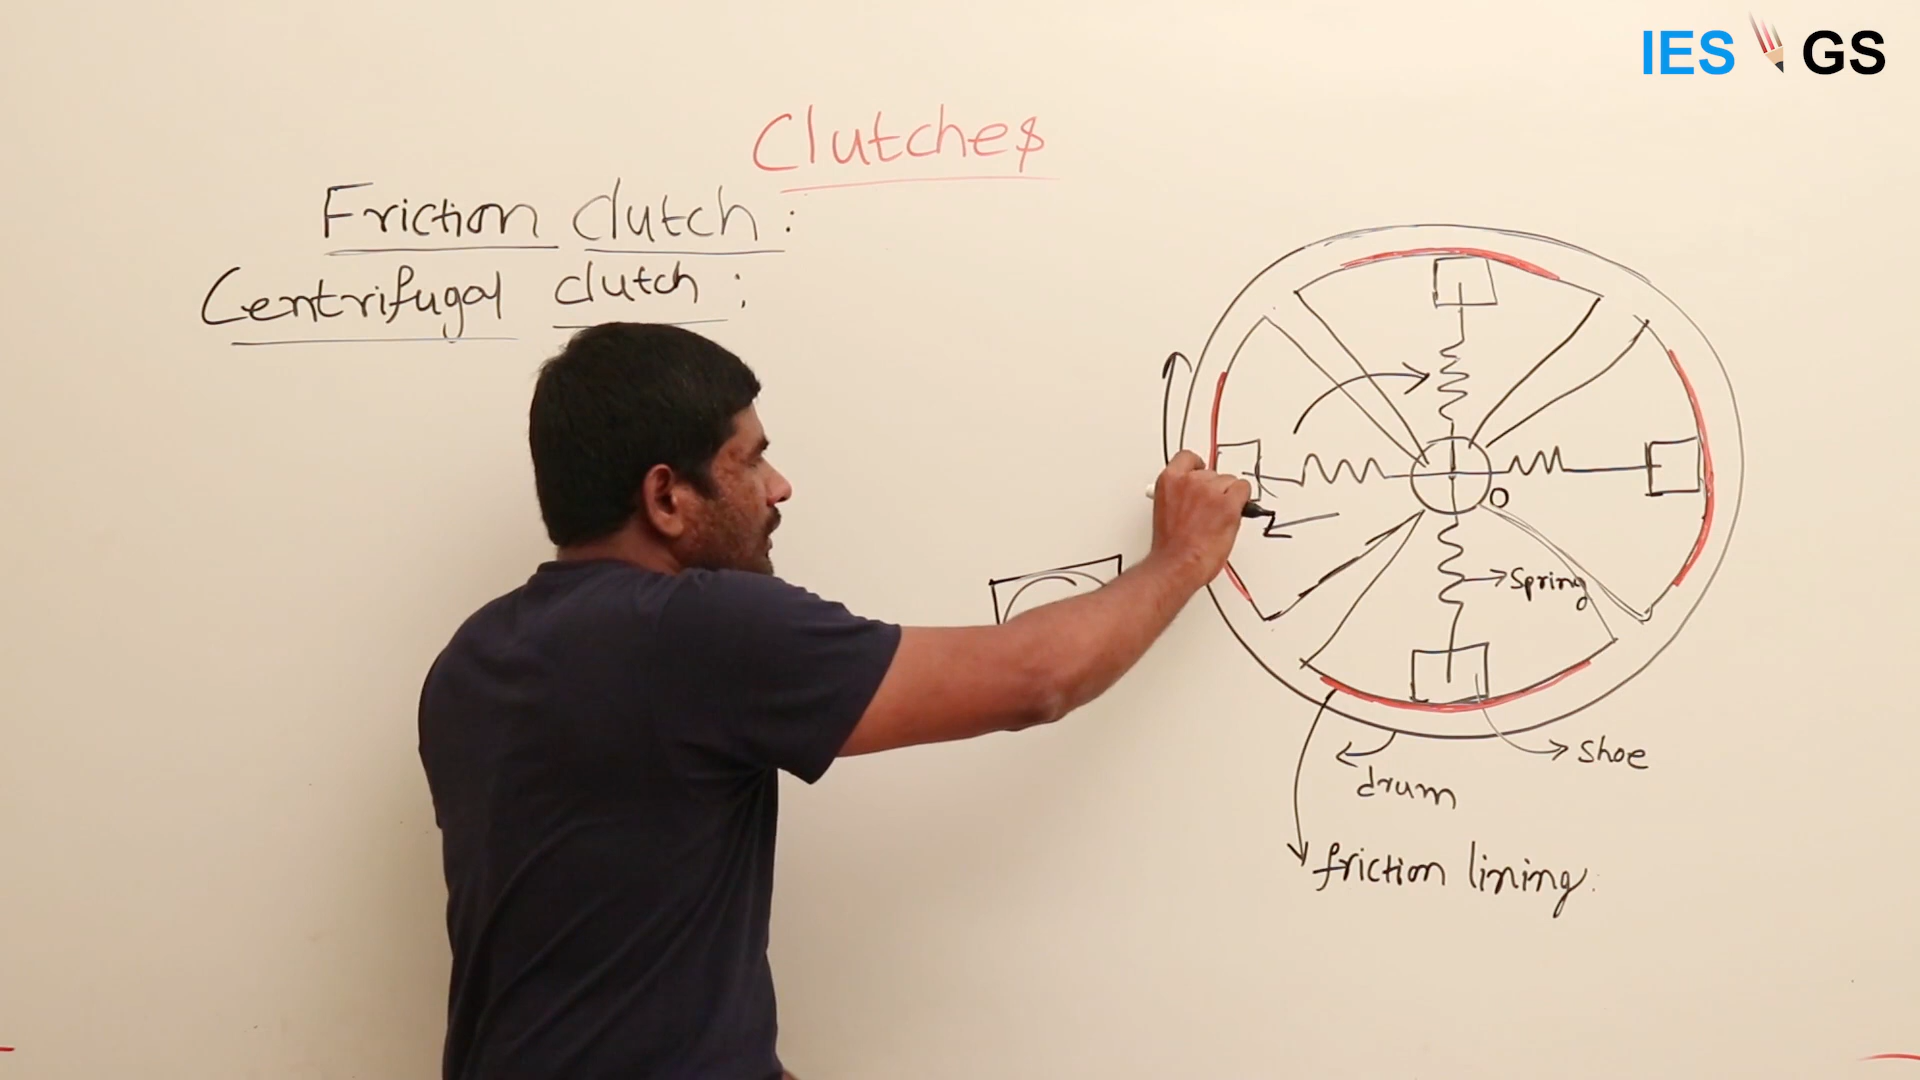 IES GS
Clutches
Friction clutch :
Centrifugal clutch :
O
Spring
Shoe
drum
friction lining.